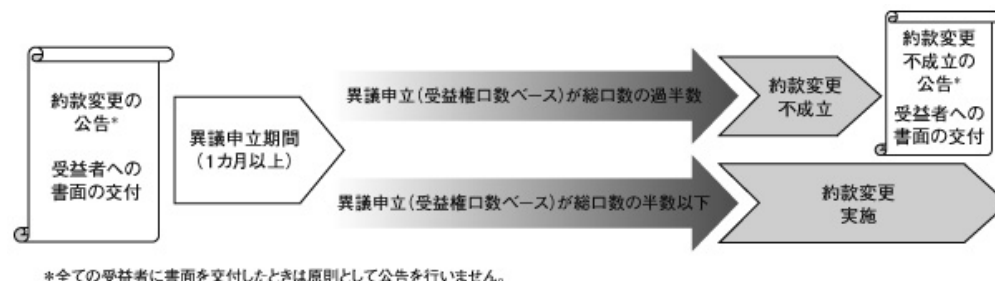 約款変更の
公告*
受益者への
書面の交付
異議申立期間
(1カ月以上)
異議申立(受益権口数ベース)が総口数の過半数
約款変更
不成立
約款変更
不成立の
公告*
受益者への
書面の交付
異議申立(受益権口数ベース)が総口数の半数以下
約款変更
実施
*全ての受益者に書面を交付したときは原則として公告を行いません。